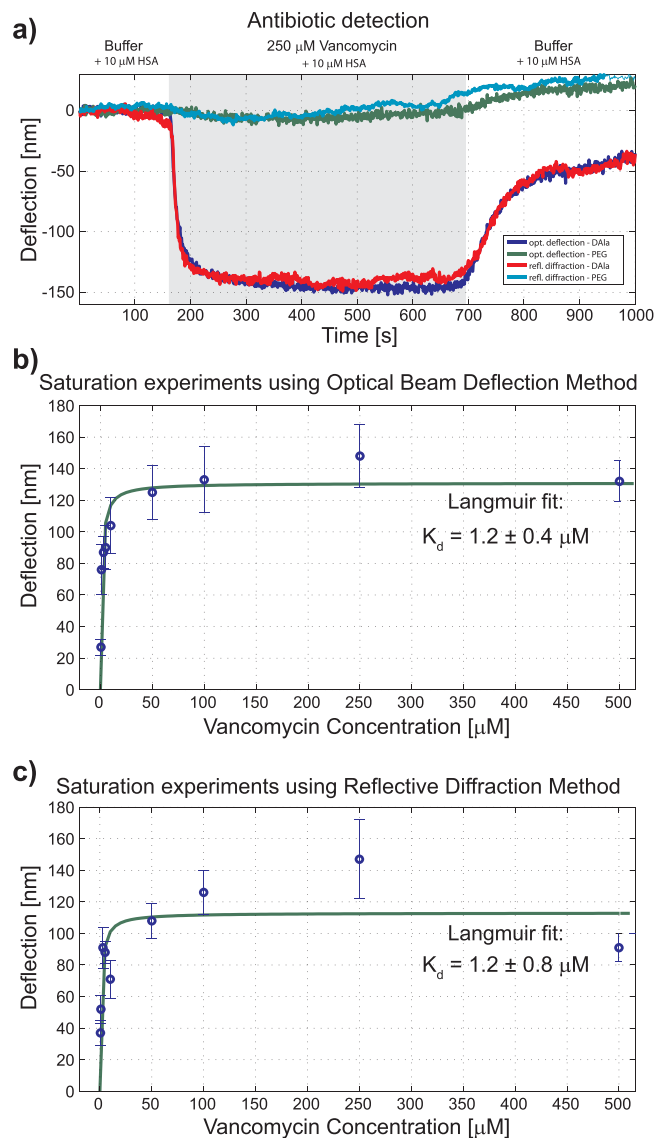 a)
Antibiotic detection
Buffer
+ 10 µM HSA
250 µM Vancomycin
+ 10 µM HSA
Buffer
+ 10 µM HSA
Deflection [nm]
0
-50
-100
-150
opt. deflection - DAla
opt. deflection - PEG
refl. diffraction - DAla
refl. diffraction - PEG
100 200 300 400 500 600 700 800 900 1000
Time [s]
b)
Saturation experiments using Optical Beam Deflection Method
Deflection [nm]
180
160
140
120
100
80
60
40
20
0
Langmuir fit:
Kd = 1.2 ± 0.4 µM
0 50 100 150 200 250 300 350 400 450 500
Vancomycin Concentration [µM]
c)
Saturation experiments using Reflective Diffraction Method
Deflection [nm]
180
160
140
120
100
80
60
40
20
0
Langmuir fit:
Kd = 1.2 ± 0.8 µM
0 50 100 150 200 250 300 350 400 450 500
Vancomycin Concentration [µM]